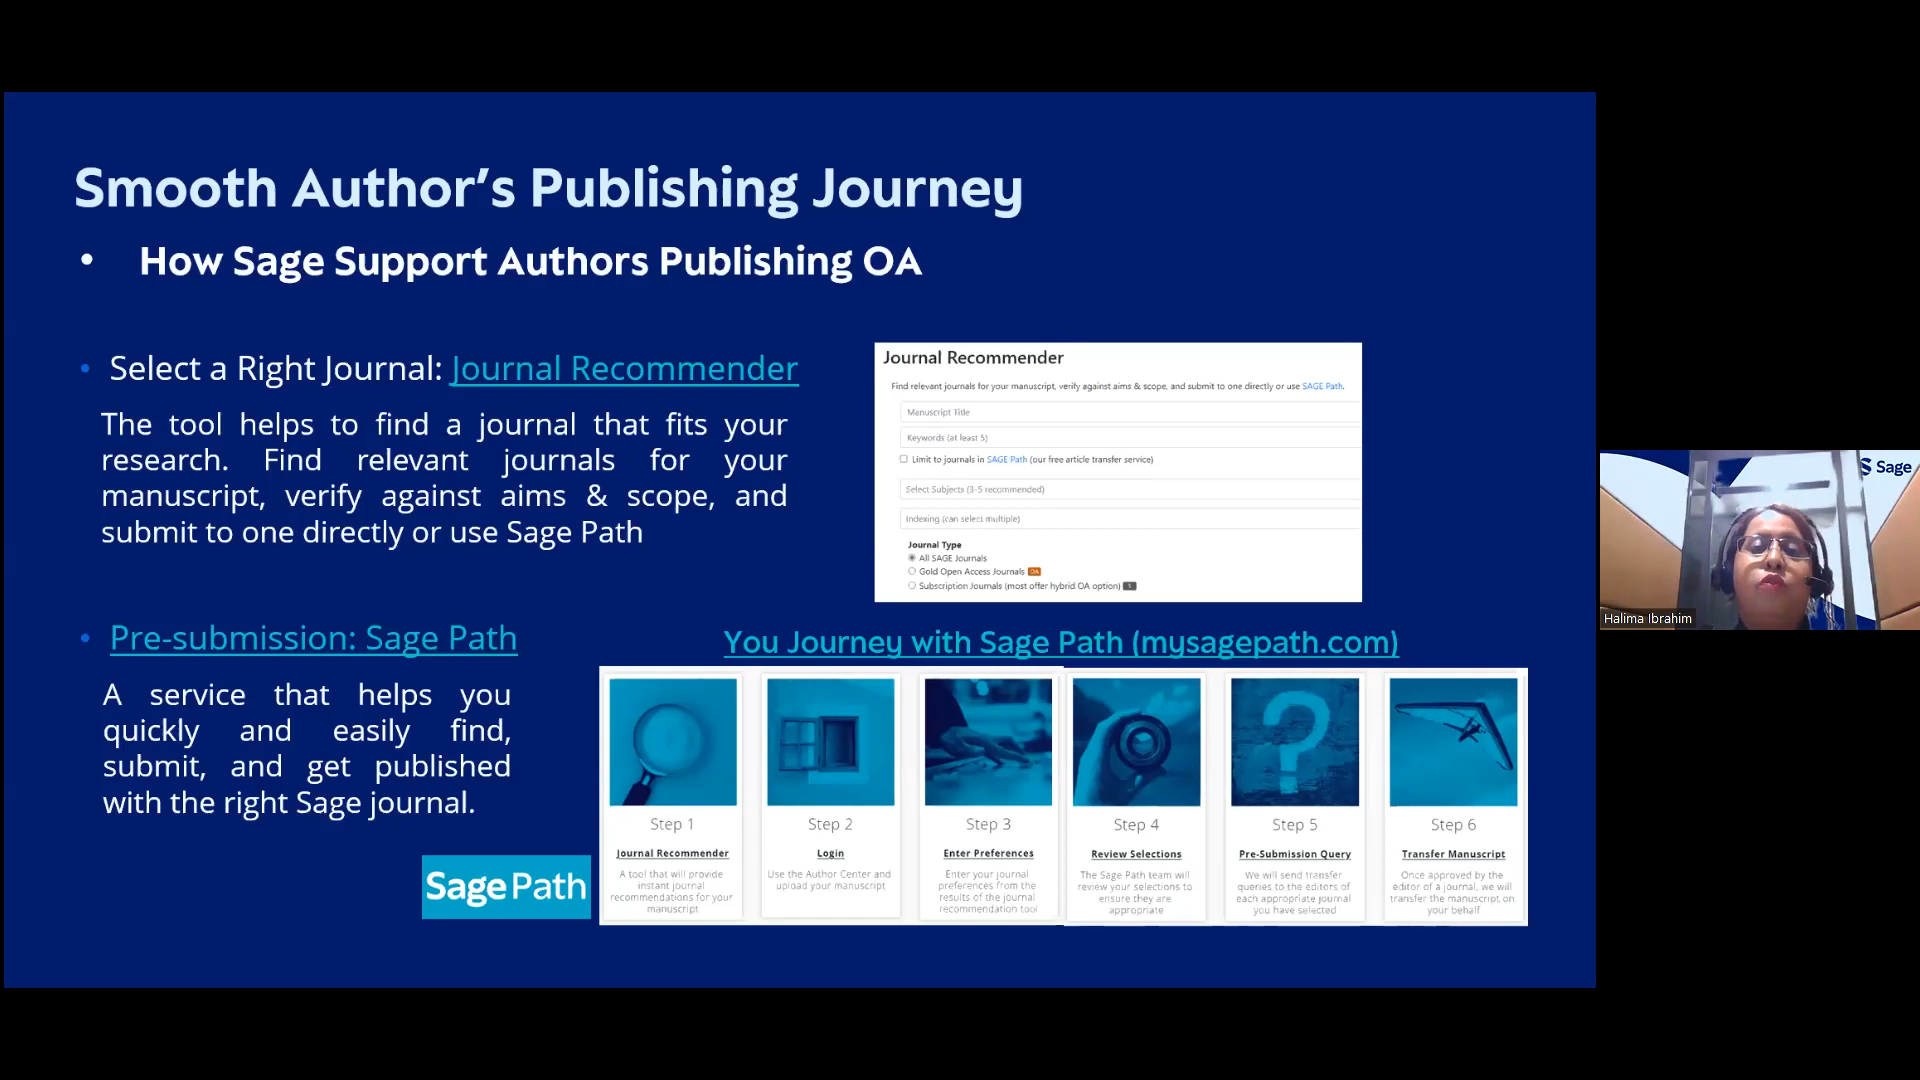 Smooth Author’s Publishing Journey
• How Sage Support Authors Publishing OA
• Select a Right Journal: Journal Recommender
The tool helps to find a journal that fits your
research. Find relevant journals for your
manuscript, verify against aims & scope, and
submit to one directly or use Sage Path
Journal Recommender
Find relevant journals for your manuscript, verify against aims & scope, and submit to one directly or use SAGE Path.
Manuscript Title
Keywords (at least 5)
Limit to journals in SAGE Path (our free article transfer service)
Select Subjects (3-5 recommended)
Indexing (can select multiple)
Journal Type
All SAGE Journals
Gold Open Access Journals OA
Subscription Journals (most offer hybrid OA option) S
• Pre-submission: Sage Path
A service that helps you
quickly and easily find,
submit, and get published
with the right Sage journal.
Sage Path
You Journey with Sage Path (mysagepath.com)
Step 1
Journal Recommender
A tool that will provide
instant journal
recommendations for your
manuscript
Step 2
Login
Use the Author Center and
upload your manuscript
Step 3
Enter Preferences
Enter your journal
preferences from the
results of the journal
recommendation tool
Step 4
Review Selections
The Sage Path team will
review your selections to
ensure they are
appropriate
Step 5
Pre-Submission Query
We will send transfer
queries to the editors of
each appropriate journal
you have selected
Step 6
Transfer Manuscript
Once approved by the
editor of a journal, we will
transfer the manuscript on
your behalf
Sage
Halima Ibrahim